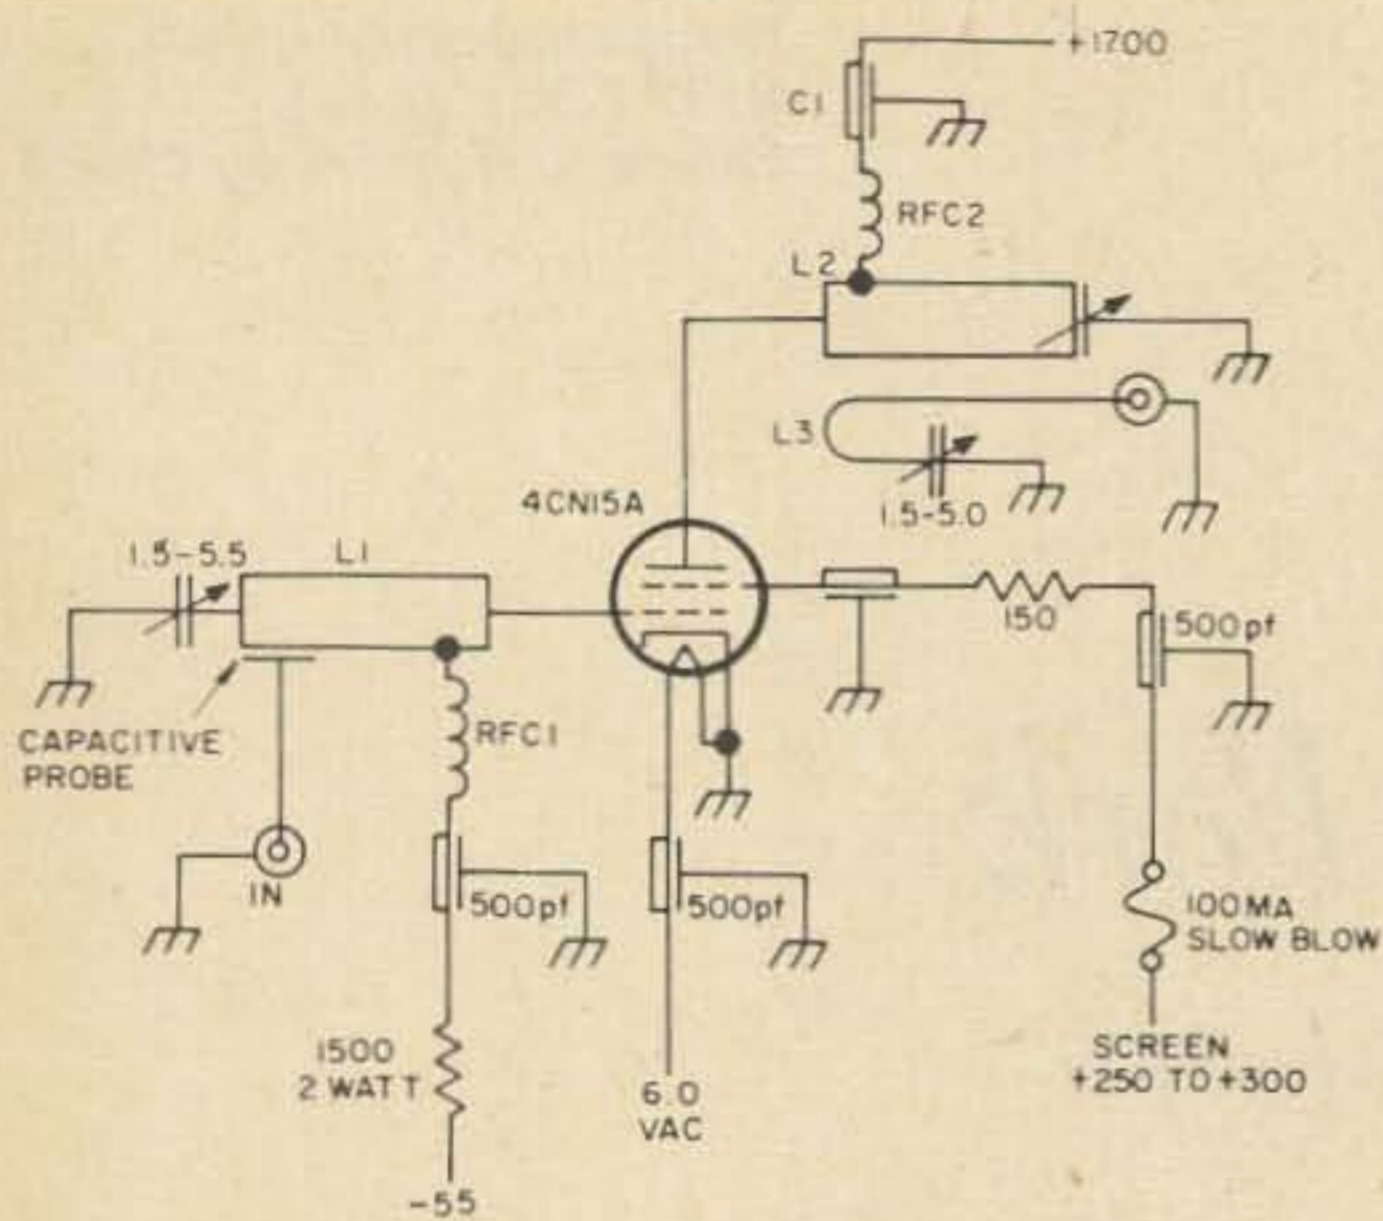 +1700
C1
RFC2
L2
L3
1.5-5.0
4CN15A
1.5-5.5
L1
150
500pf
CAPACITIVE
PROBE
RFC1
IN
500pf
500pf
100MA
SLOW BLOW
1500
2 WATT
6.0
VAC
SCREEN
+250 TO +300
-55